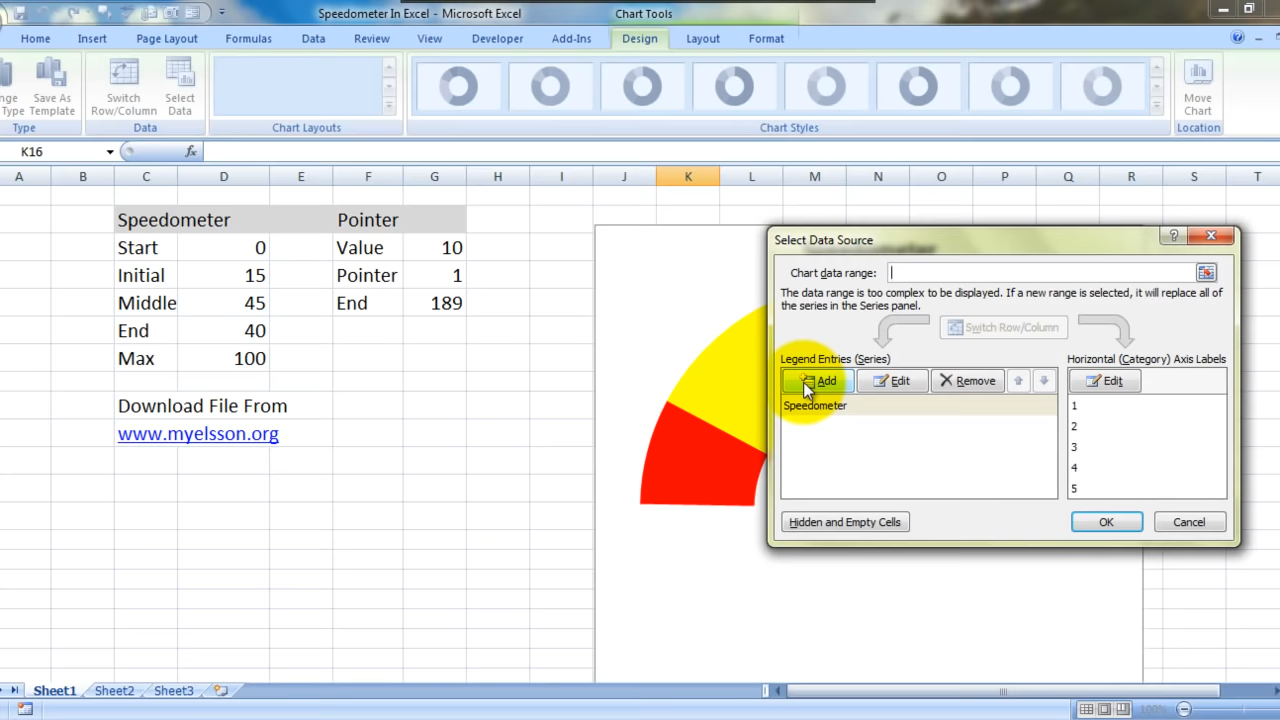 Speedometer In Excel - Microsoft Excel
Chart Tools
Home Insert Page Layout Formulas Data Review View Developer Add-Ins Design Layout Format
Type Save As Template
Switch Row/Column
Select Data
Move Chart
Type Data Chart Layouts Chart Styles Location
K16 fx
A B C D E F G H I J K L M N O P Q R S T
Speedometer Pointer
Start 0 Value 10
Initial 15 Pointer 1
Middle 45 End 189
End 40
Max 100
Download File From
www.myelsson.org
Select Data Source
Chart data range:
The data range is too complex to be displayed. If a new range is selected, it will replace all of
the series in the Series panel.
Switch Row/Column
Legend Entries (Series) Horizontal (Category) Axis Labels
Add Edit Remove Edit
Speedometer 1
2
3
4
5
Hidden and Empty Cells OK Cancel
Sheet1 Sheet2 Sheet3
100%